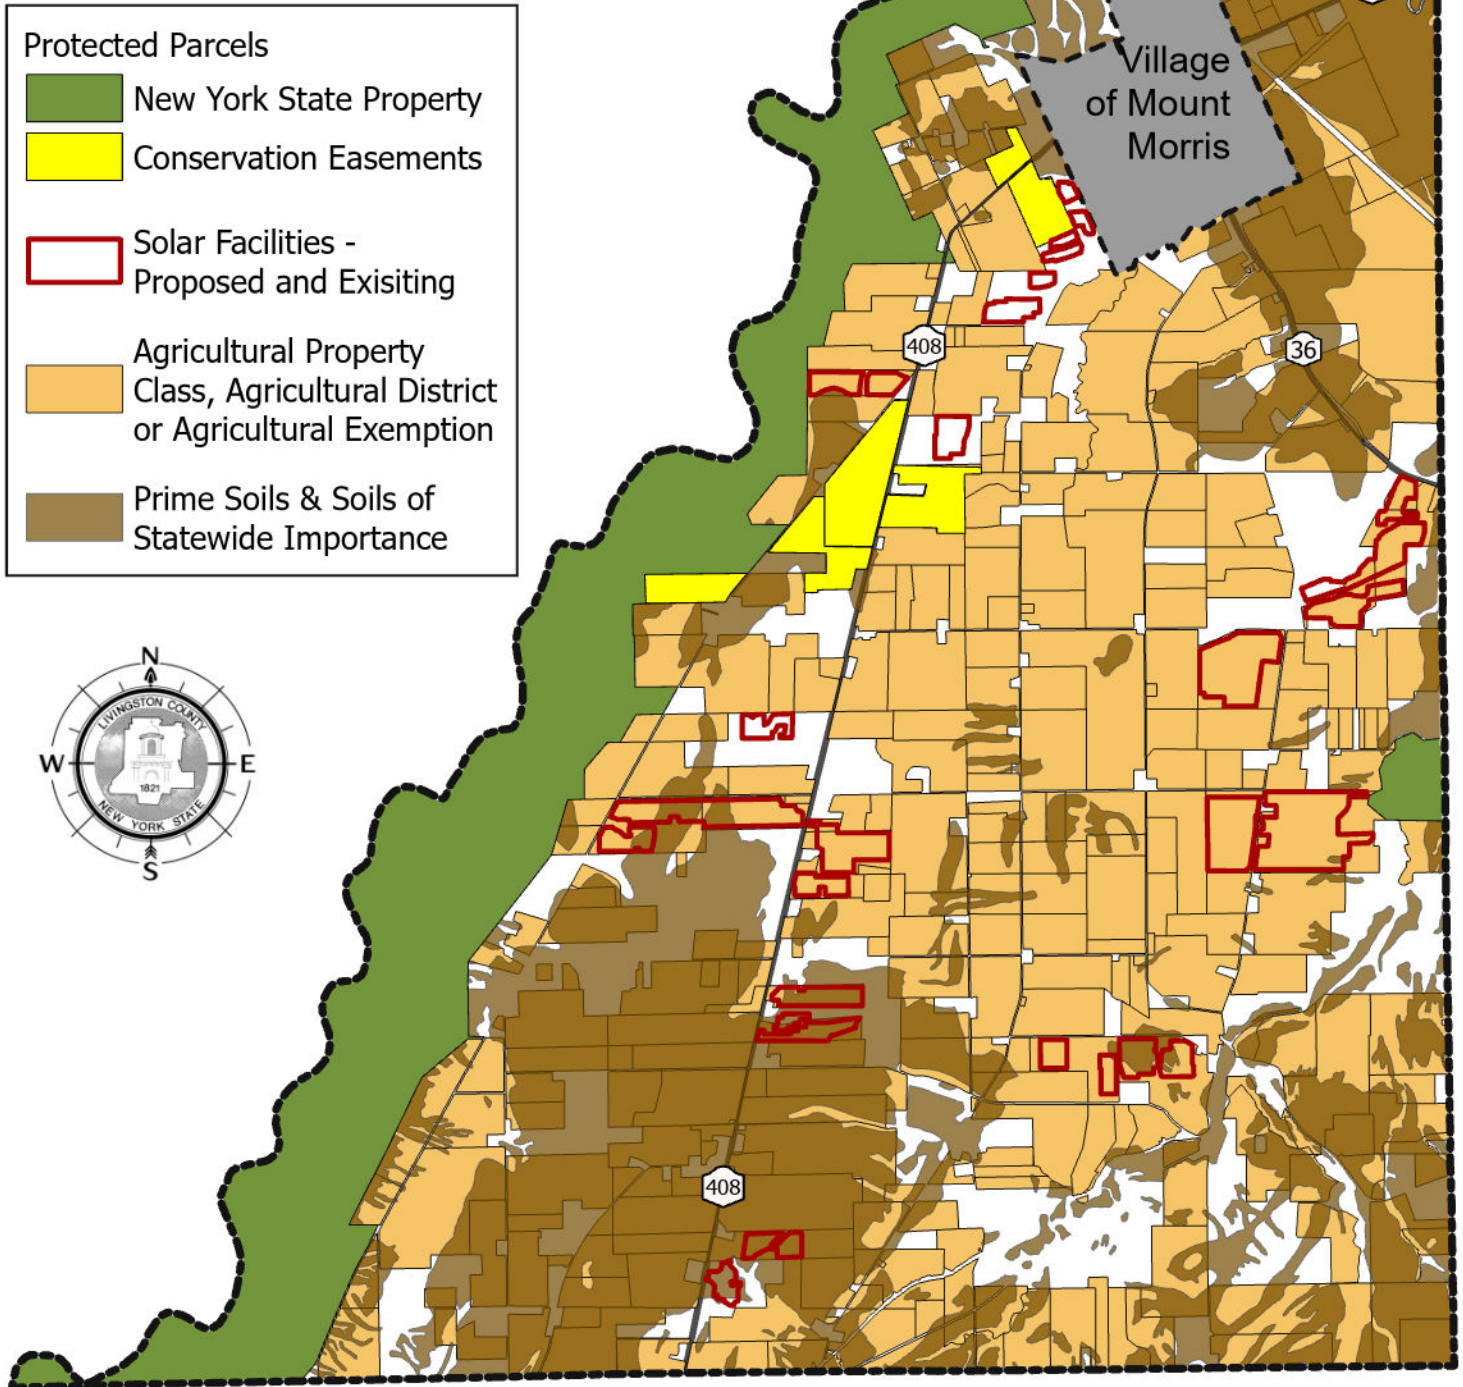 Protected Parcels
New York State Property
Conservation Easements
Solar Facilities -
Proposed and Exisiting
Agricultural Property
Class, Agricultural District
or Agricultural Exemption
Prime Soils & Soils of
Statewide Importance
Village
of Mount
Morris
408
36
N
LIVINGSTON COUNTY
W
E
1821
NEW YORK STATE
S
408